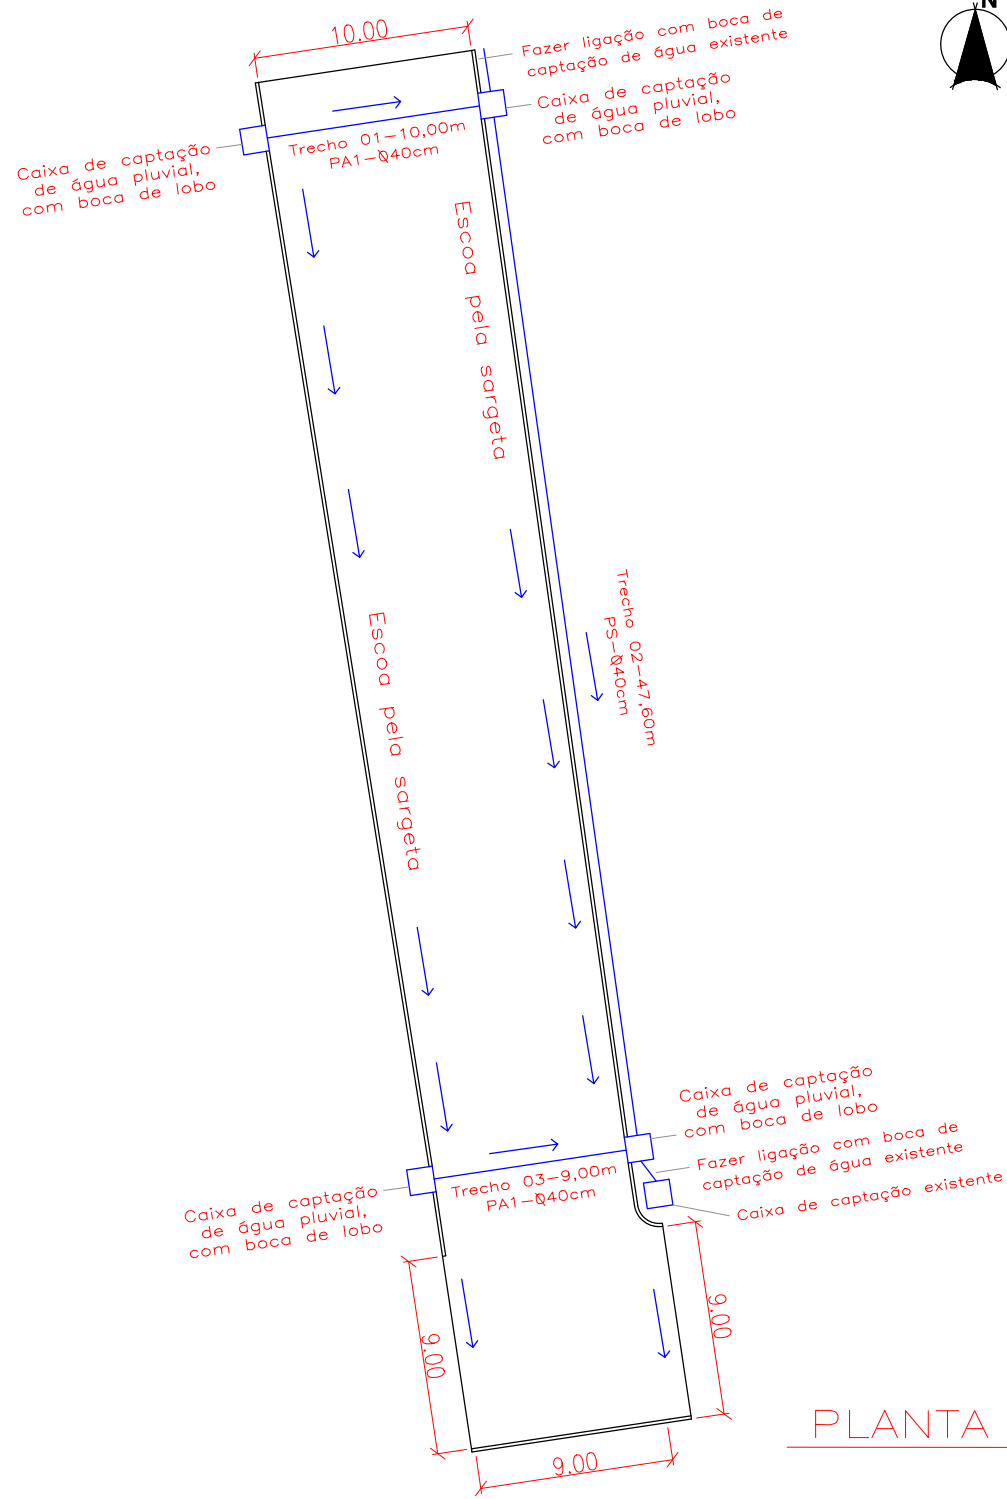 N
10.00
Fazer ligação com boca de
captação de água existente
Caixa de captação
de água pluvial,
com boca de lobo
Trecho 01-10,00m
PA1-Ø40cm
Caixa de captação
de água pluvial,
com boca de lobo
Escoa pela sargeta
Trecho 02-47,60m
PS-Ø40cm
Escoa pela sargeta
Caixa de captação
de água pluvial,
com boca de lobo
Fazer ligação com boca de
captação de água existente
Caixa de captação existente
Trecho 03-9,00m
PA1-Ø40cm
Caixa de captação
de água pluvial,
com boca de lobo
9.00
9.00
9.00
PLANTA